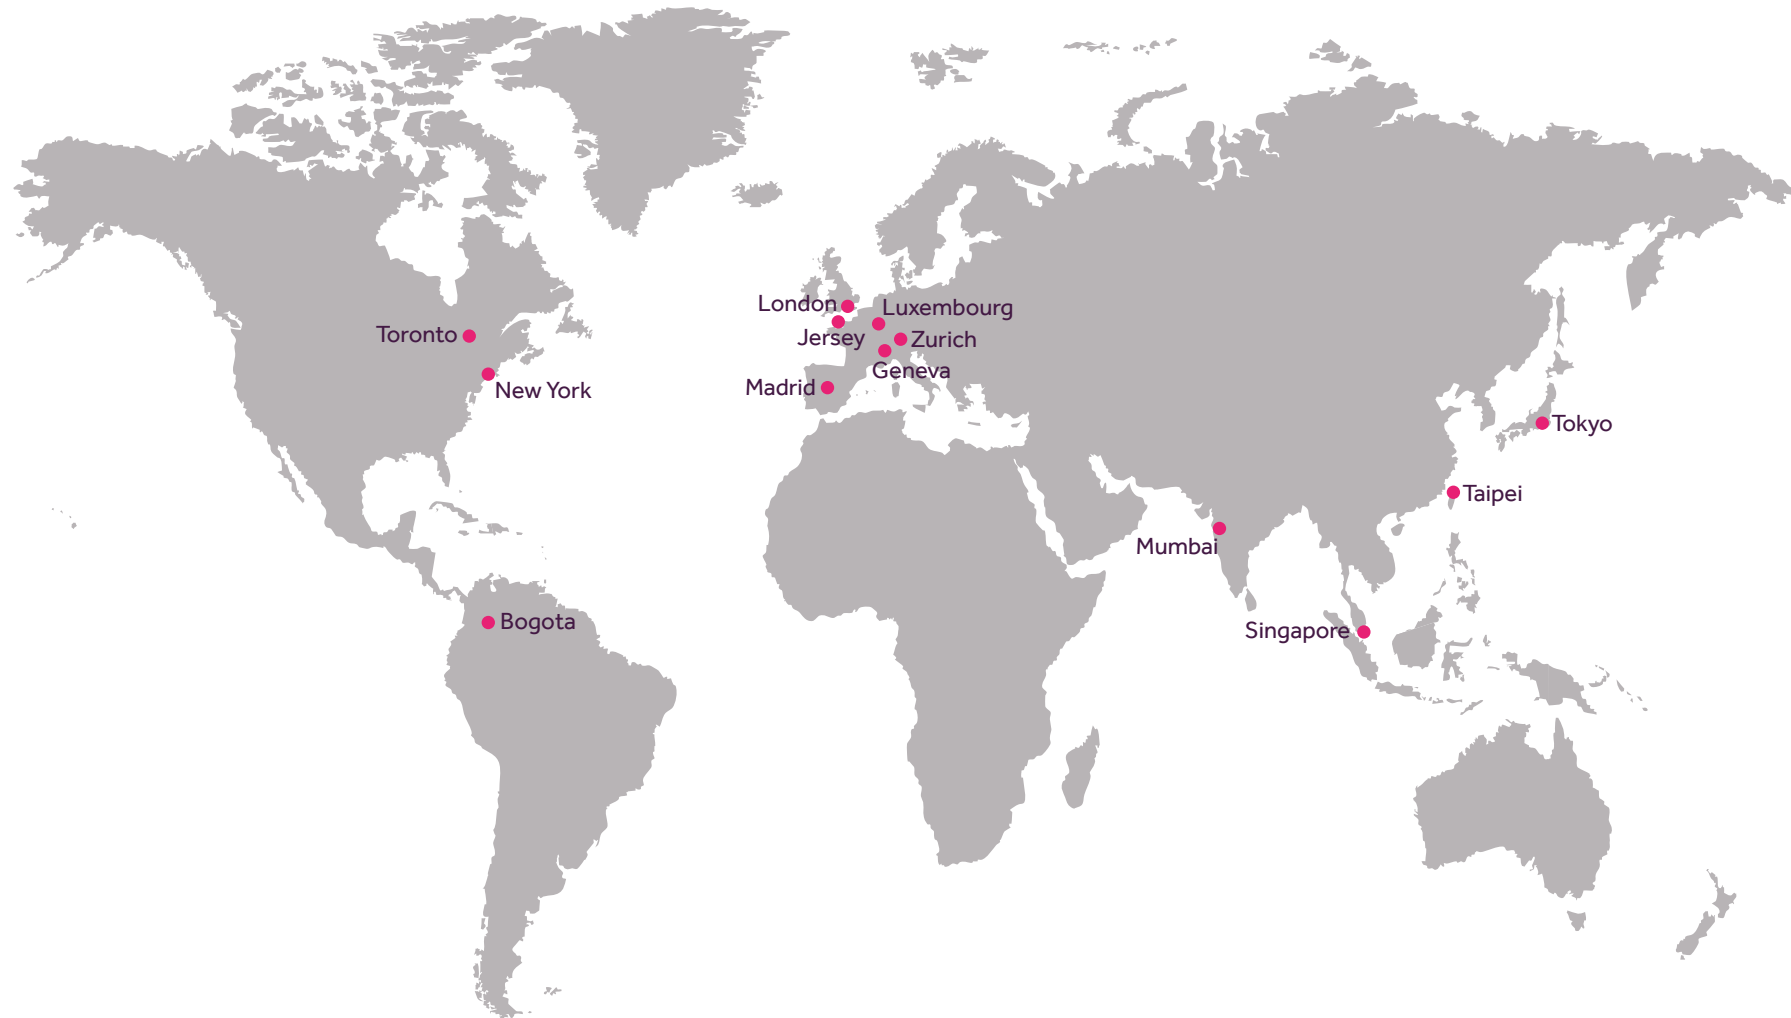 London
Luxembourg
Toronto
Jersey
Zurich
Geneva
New York
Madrid
Tokyo
Taipei
Mumbai
Bogota
Singapore